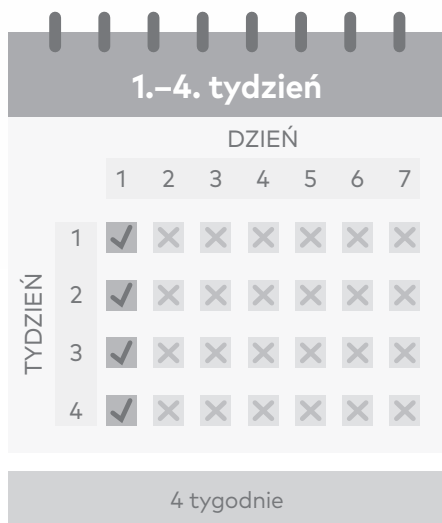 1.–4. tydzień
DZIEŃ
1 2 3 4 5 6 7
TYDZIEŃ
1
2
3
4
4 tygodnie